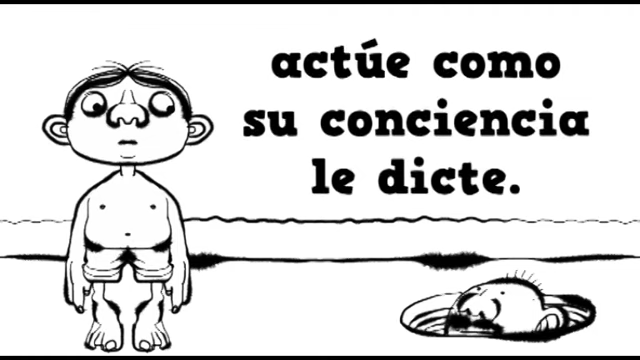 actúe como
su conciencia
le dicte.